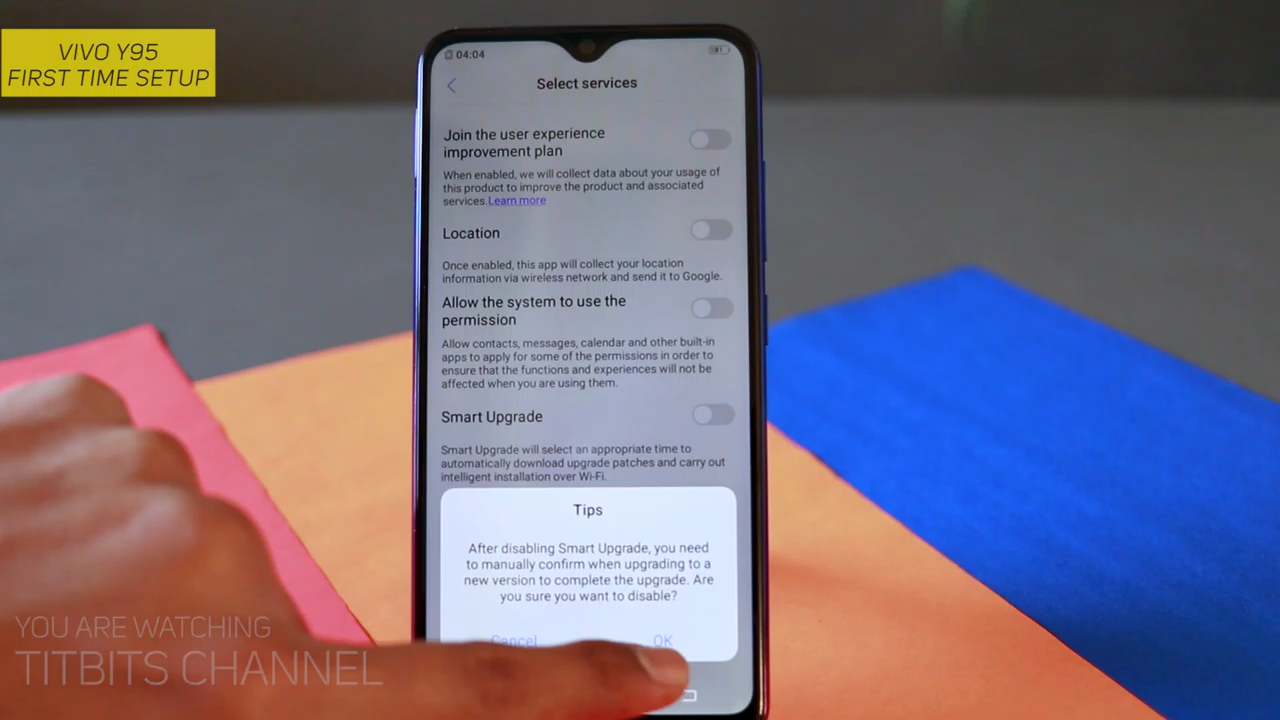 VIVO Y95
FIRST TIME SETUP
04:04
Select services
Join the user experience
improvement plan
When enabled, we will collect data about your usage of
this product to improve the product and associated
services.Learn more
Location
Once enabled, this app will collect your location
information via wireless network and send it to Google.
Allow the system to use the
permission
Allow contacts, messages, calendar and other built-in
apps to apply for some of the permissions in order to
ensure that the functions and experiences will not be
affected when you are using them.
Smart Upgrade
Smart Upgrade will select an appropriate time to
automatically download upgrade patches and carry out
intelligent installation over Wi-Fi.
Tips
After disabling Smart Upgrade, you need
to manually confirm when upgrading to a
new version to complete the upgrade. Are
you sure you want to disable?
Cancel OK
YOU ARE WATCHING
TITBITS CHANNEL